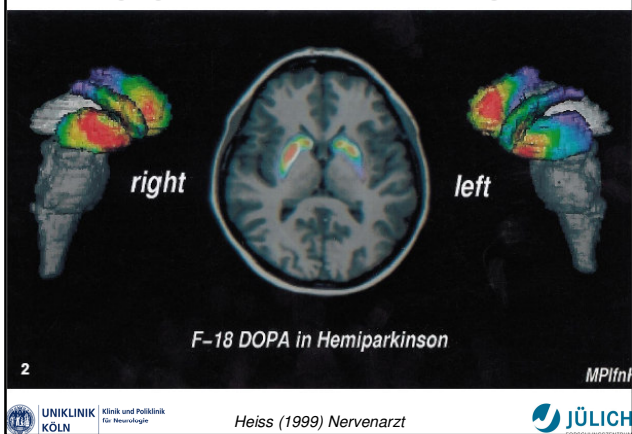 right
left
F-18 DOPA in Hemiparkinson
2
MPIfnF
UNIKLINIK KÖLN
Klinik und Poliklinik
für Neurologie
Heiss (1999) Nervenarzt
JÜLICH
FORSCHUNGSZENTRUM